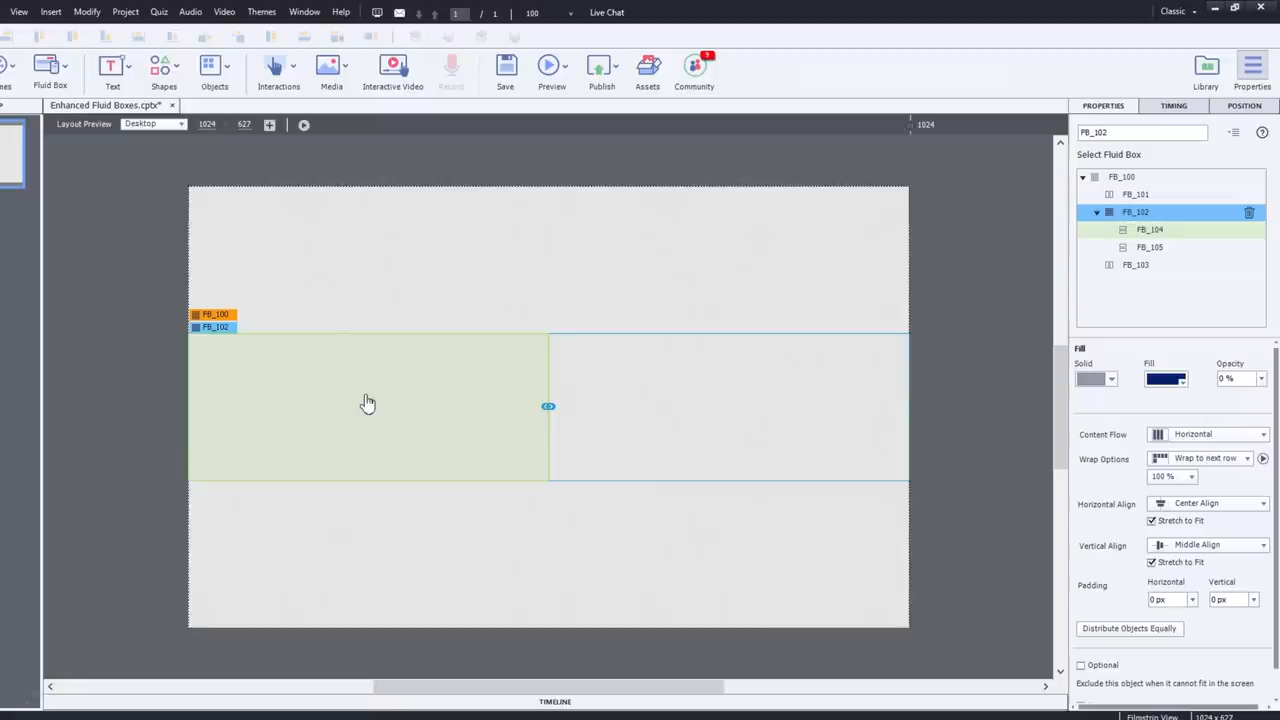 View Insert Modify Project Quiz Audio Video Themes Window Help 1 / 1 100 Live Chat Classic
Fluid Box Text Shapes Objects Interactions Media Interactive Video Record Save Preview Publish Assets 9 Community Library Properties
Enhanced Fluid Boxes.cptx* ×
Layout Preview Desktop 1024 627 1024
PROPERTIES TIMING POSITION
FB_102
Select Fluid Box
FB_100
FB_101
FB_102
FB_104
FB_105
FB_103
FB_100
FB_102
Fill
Solid Fill Opacity
0 %
Content Flow Horizontal
Wrap Options Wrap to next row
100 %
Horizontal Align Center Align
Stretch to Fit
Vertical Align Middle Align
Stretch to Fit
Padding Horizontal Vertical
0 px 0 px
Distribute Objects Equally
Optional
Exclude this object when it cannot fit in the screen
TIMELINE
Filmstrip View 1024 x 627